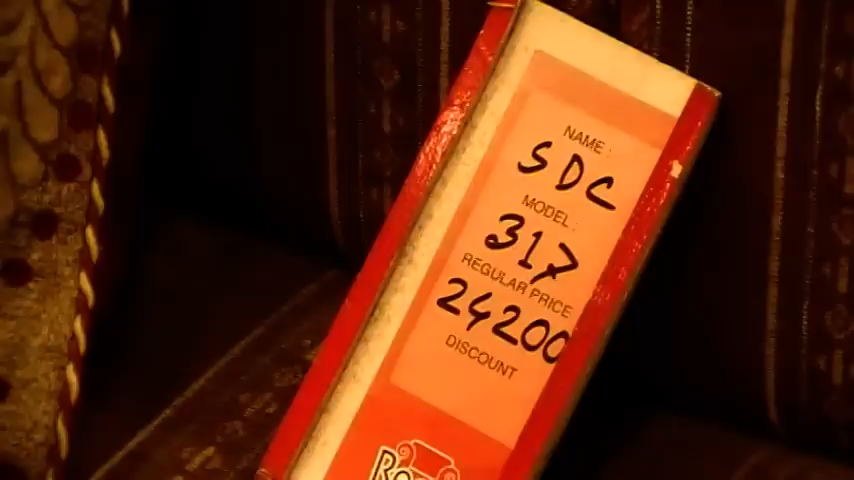 NAME :
SDC
MODEL :
317
REGULAR PRICE
24200
DISCOUNT